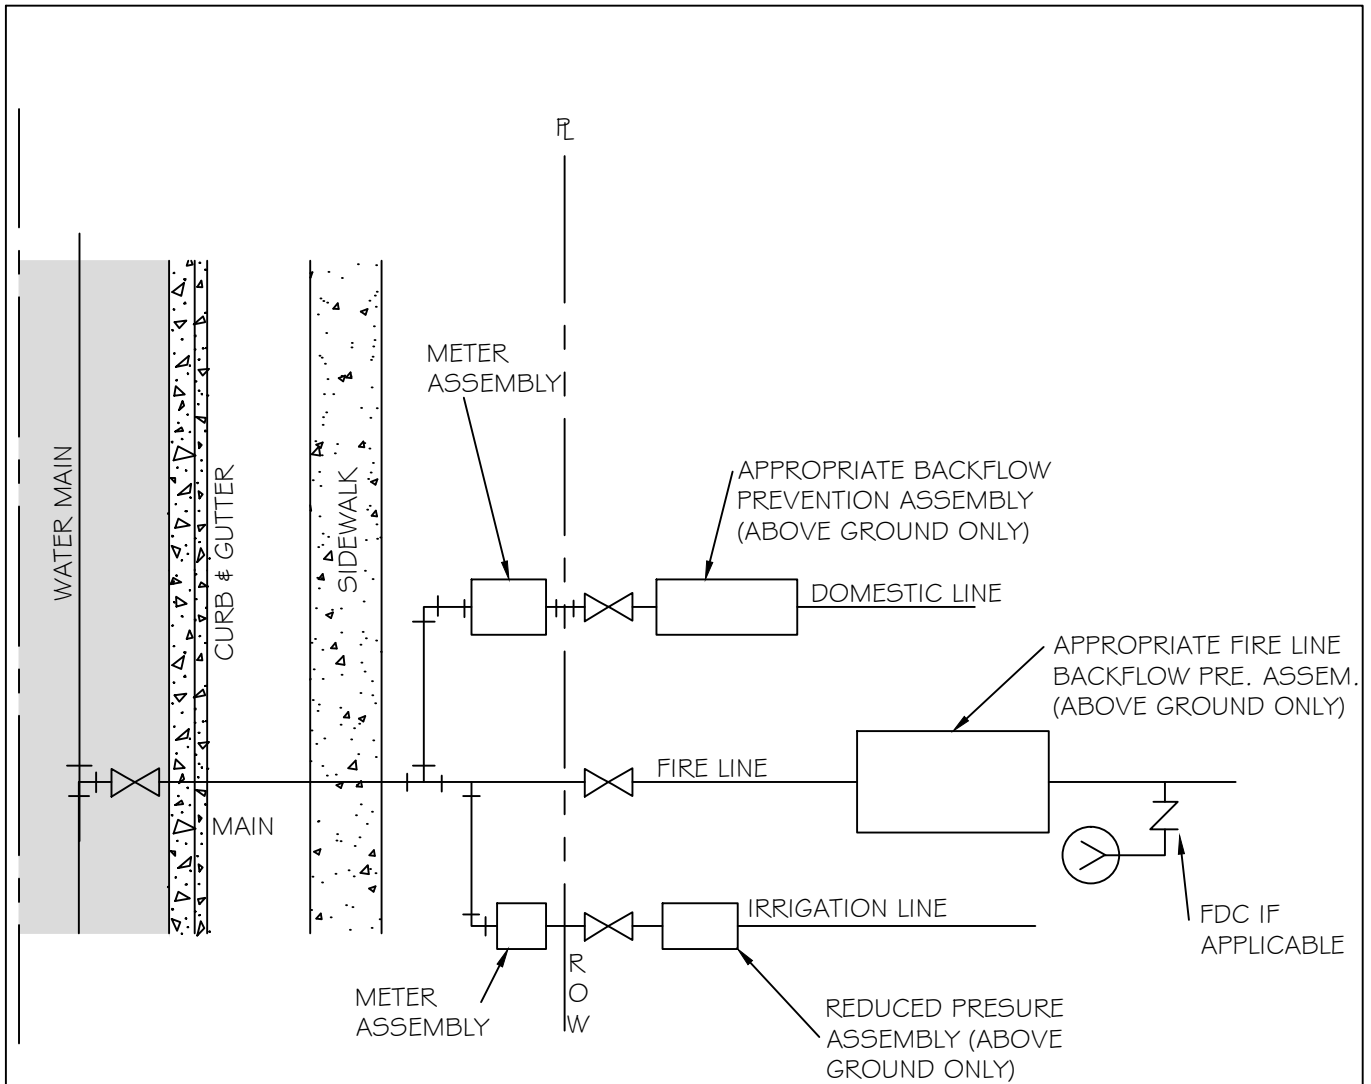 PL
METER
ASSEMBLY
WATER MAIN
CURB & GUTTER
SIDEWALK
APPROPRIATE BACKFLOW
PREVENTION ASSEMBLY
(ABOVE GROUND ONLY)
DOMESTIC LINE
APPROPRIATE FIRE LINE
BACKFLOW PRE. ASSEM.
(ABOVE GROUND ONLY)
FIRE LINE
MAIN
IRRIGATION LINE
FDC IF
APPLICABLE
ROW
METER
ASSEMBLY
REDUCED PRESURE
ASSEMBLY (ABOVE
GROUND ONLY)